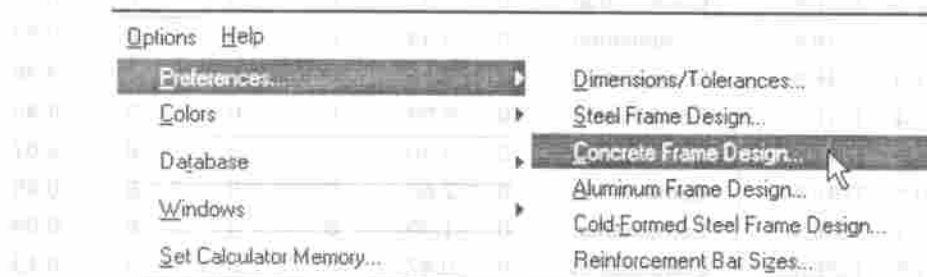 Options Help
Preferences...
Colors
Database
Windows
Set Calculator Memory...
Dimensions/Tolerances...
Steel Frame Design...
Concrete Frame Design...
Aluminum Frame Design...
Cold-Formed Steel Frame Design...
Reinforcement Bar Sizes...